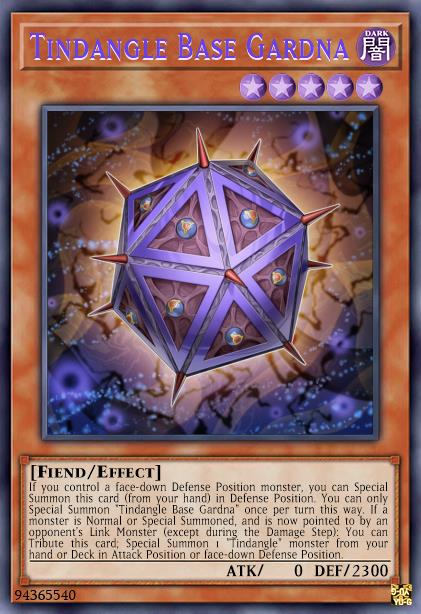 Tindangle Base Gardna
DARK
闇
[Fiend/Effect]
If you control a face-down Defense Position monster, you can Special
Summon this card (from your hand) in Defense Position. You can only
Special Summon "Tindangle Base Gardna" once per turn this way. If a
monster is Normal or Special Summoned, and is now pointed to by an
opponent's Link Monster (except during the Damage Step): You can
Tribute this card; Special Summon 1 "Tindangle" monster from your
hand or Deck in Attack Position or face-down Defense Position.
ATK/ 0 DEF/2300
94365540